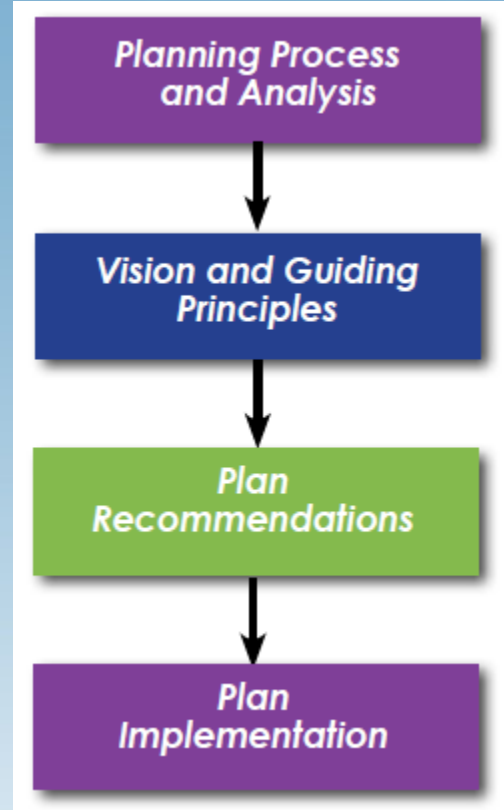 Planning Process
and Analysis
Vision and Guiding
Principles
Plan
Recommendations
Plan
Implementation